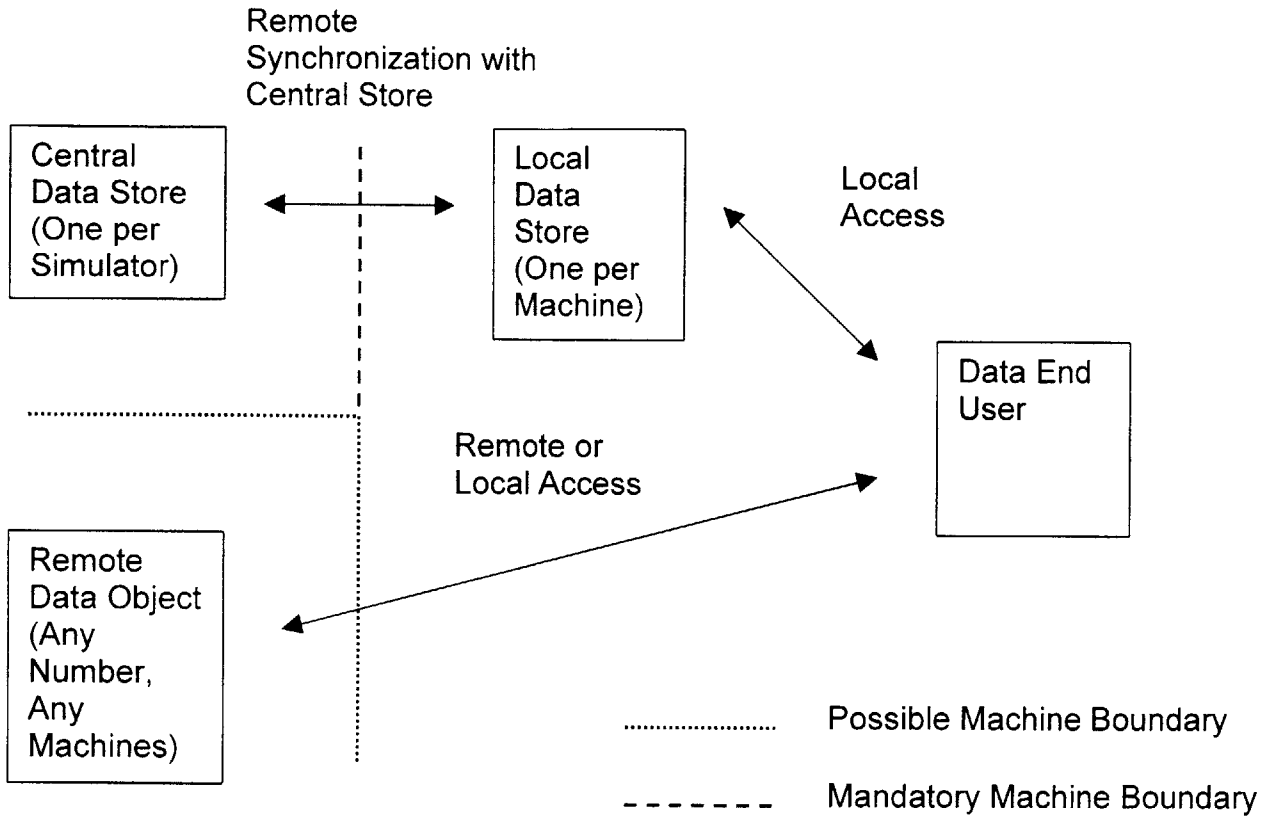 Remote
Synchronization with
Central Store
Central
Data Store
(One per
Simulator)
Local
Data
Store
(One per
Machine)
Local
Access
Data End
User
Remote or
Local Access
Remote
Data Object
(Any
Number,
Any
Machines)
Possible Machine Boundary
Mandatory Machine Boundary